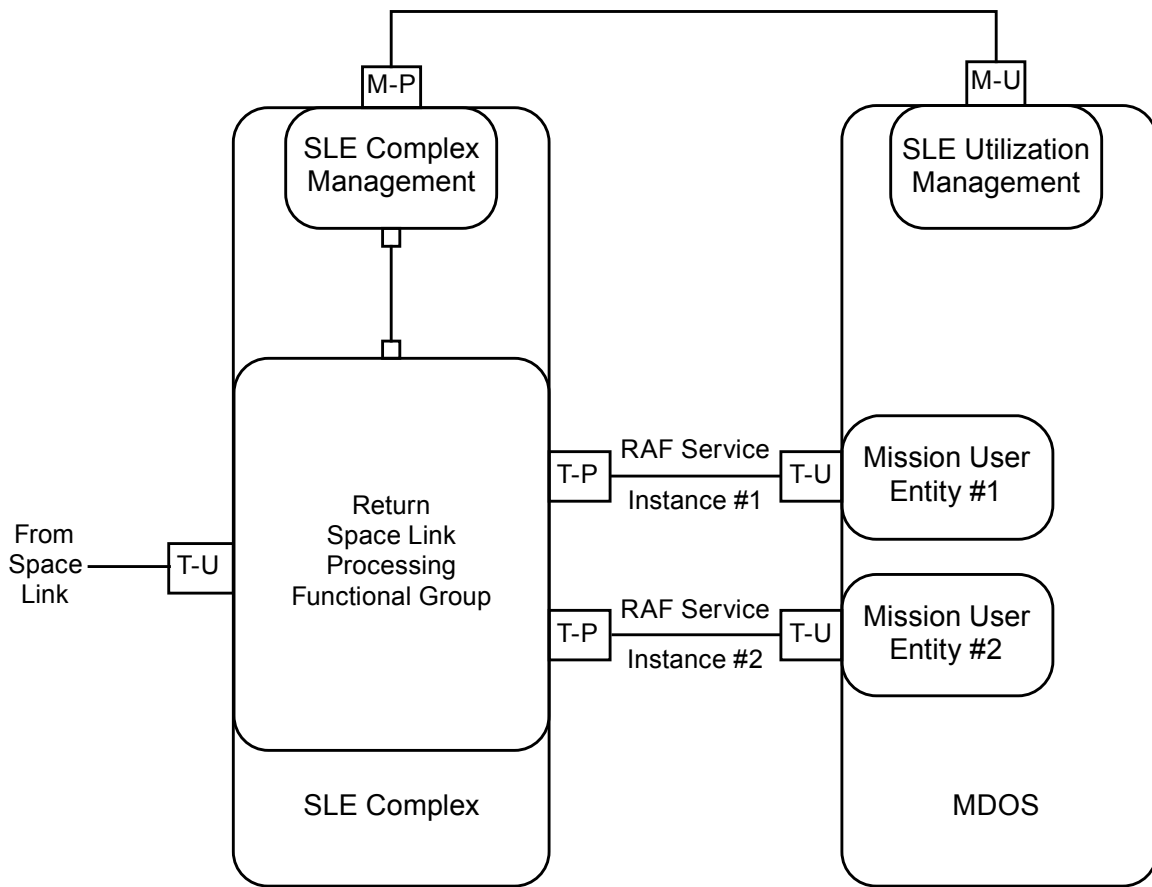 M-P
M-U
SLE Complex
Management
SLE Utilization
Management
RAF Service
T-P
T-U
Instance #1
Mission User
Entity #1
Return
Space Link
Processing
Functional Group
From
Space
Link
T-U
RAF Service
T-P
T-U
Instance #2
Mission User
Entity #2
SLE Complex
MDOS